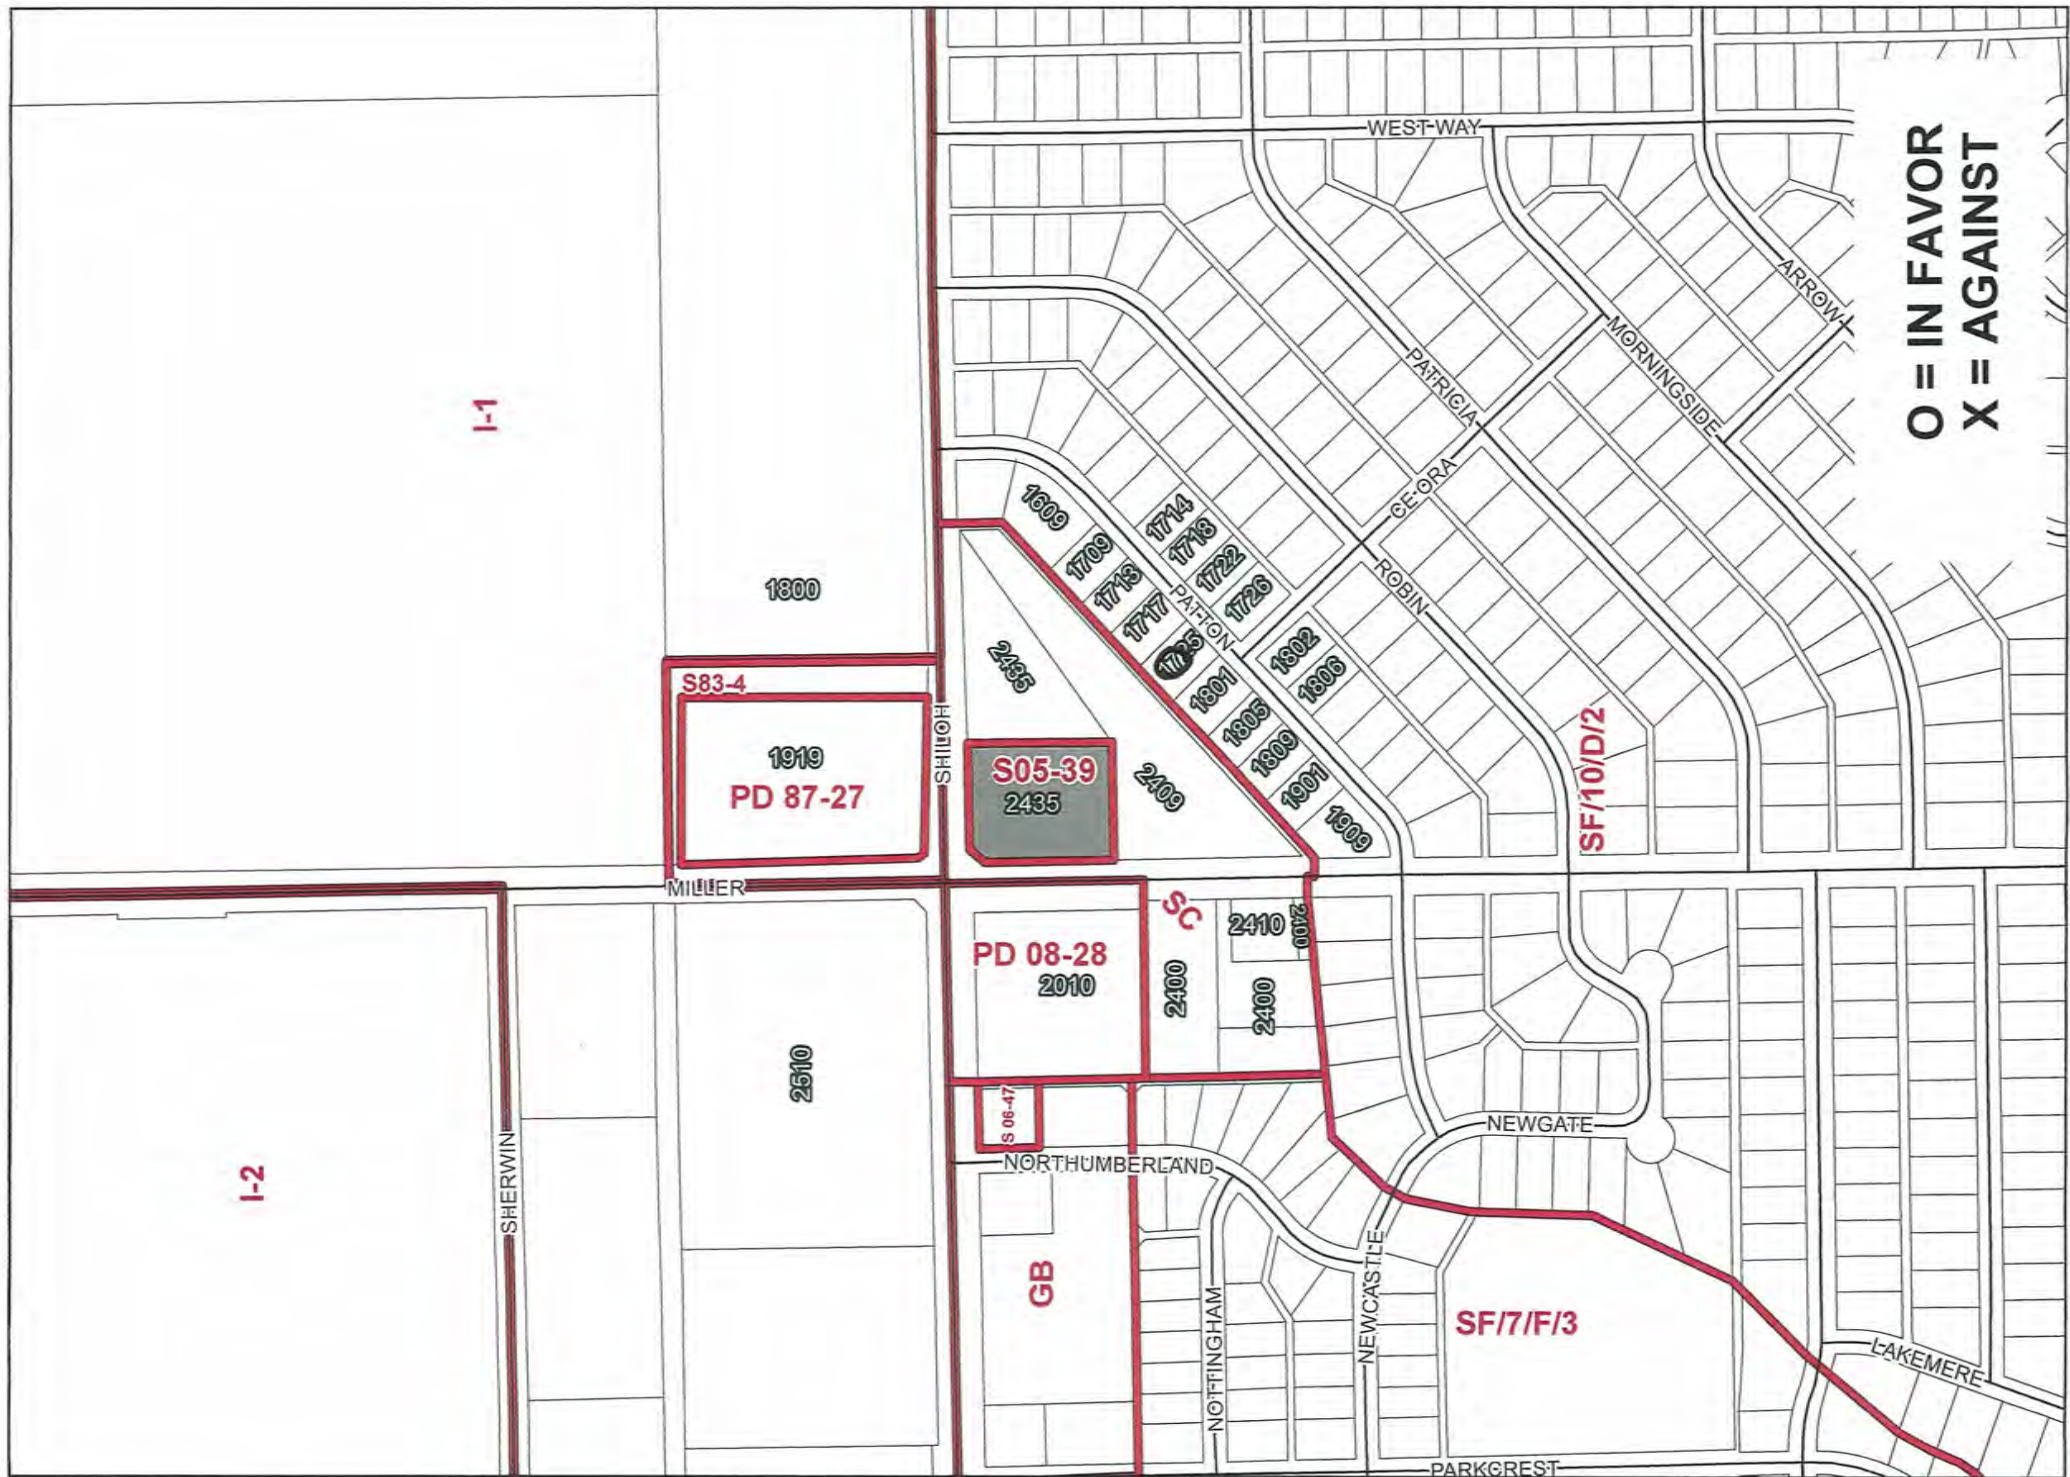 O = IN FAVOR
X = AGAINST
WEST WAY
ARROW
MORNINGSIDE
PATRICIA
CEORA
ROBIN
PATTON
I-1
1609
1709
1713
1717
1714
1718
1722
1726
1801
1805
1809
1901
1909
1802
1806
1800
S83-4
1919
PD 87-27
SHILOH
2435
S05-39
2435
2409
SF/10/D/2
MILLER
SC
2410
2400
2400
2400
PD 08-28
2010
2510
S 06-47
NEWGATE
NORTHUMBERLAND
SHERWIN
I-2
GB
NOTTINGHAM
NEWCASTLE
SF/7/F/3
LAKEMERE
PARKCREST